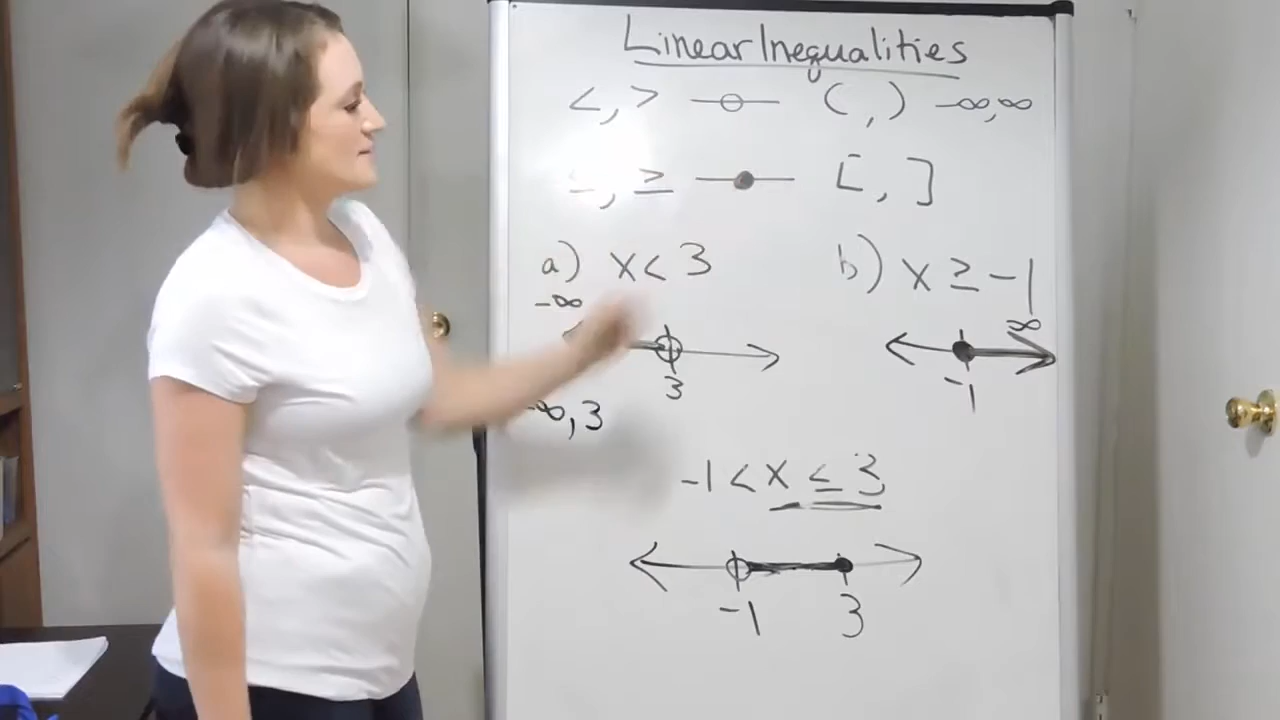 Linear Inequalities
<, > ( , ) -∞, ∞
≤, ≥ [ , ]
a) x < 3
b) x ≥ -1
-∞
∞
3
-1
-∞, 3
-1 < x ≤ 3
-1 3